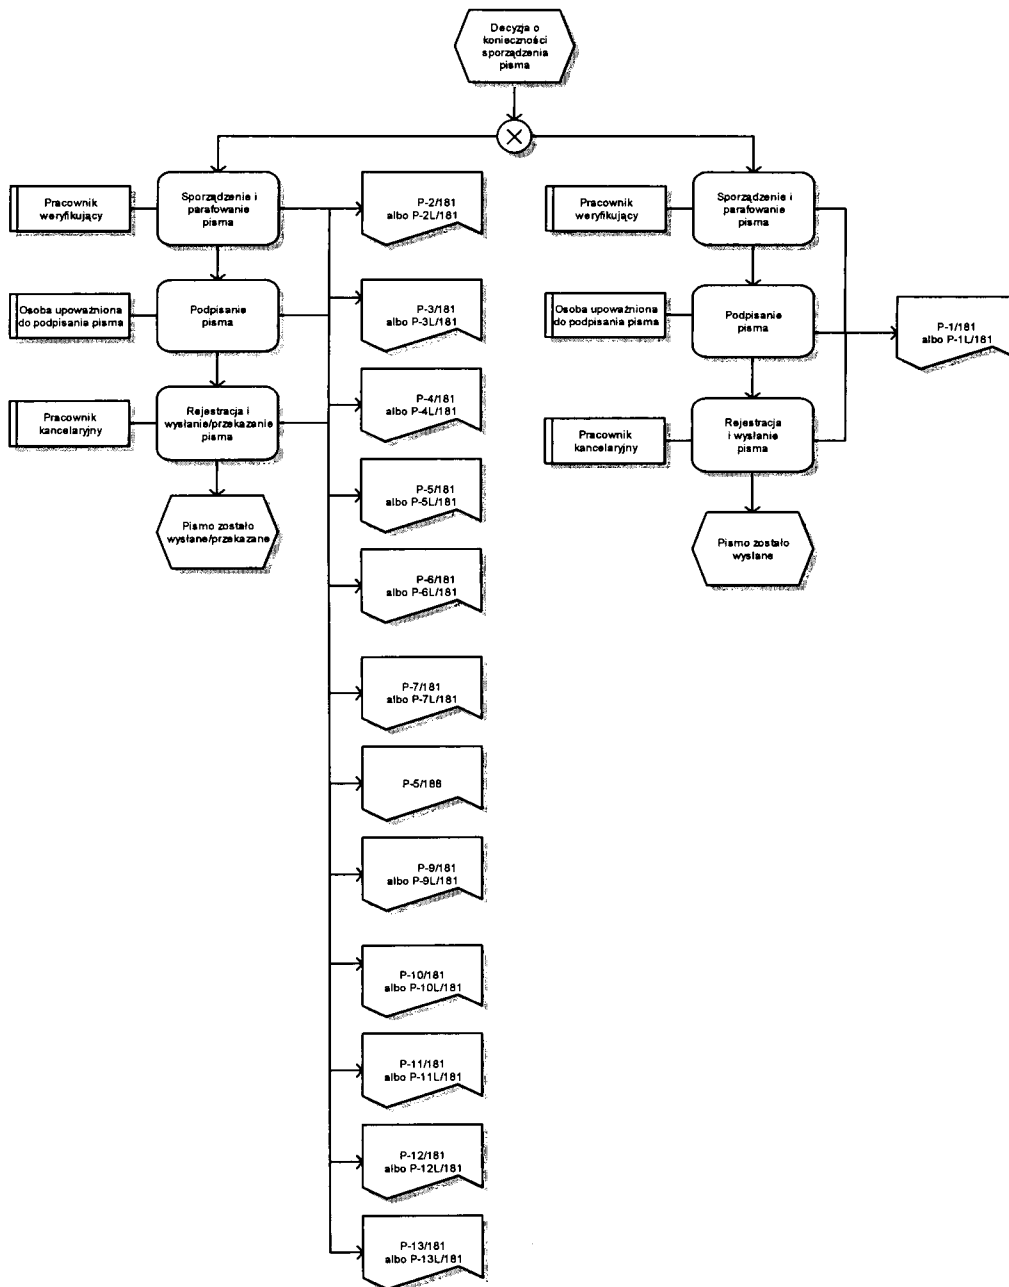 Decyzja o
konieczności
sporządzenia
pisma
Pracownik
weryfikujący
Sporządzenie i
parafowanie
pisma
Osoba upoważniona
do podpisania pisma
Podpisanie
pisma
Pracownik
kancelaryjny
Rejestracja i
wysłanie/przekazanie
pisma
Pismo zostało
wysłane/przekazane
P-2/181
albo P-2L/181
P-3/181
albo P-3L/181
P-4/181
albo P-4L/181
P-5/181
albo P-5L/181
P-6/181
albo P-6L/181
P-7/181
albo P-7L/181
P-5/188
P-9/181
albo P-9L/181
P-10/181
albo P-10L/181
P-11/181
albo P-11L/181
P-12/181
albo P-12L/181
P-13/181
albo P-13L/181
Pracownik
weryfikujący
Sporządzenie i
parafowanie
pisma
Osoba upoważniona
do podpisania pisma
Podpisanie
pisma
Pracownik
kancelaryjny
Rejestracja
i wysłanie
pisma
Pismo zostało
wysłane
P-1/181
albo P-1L/181